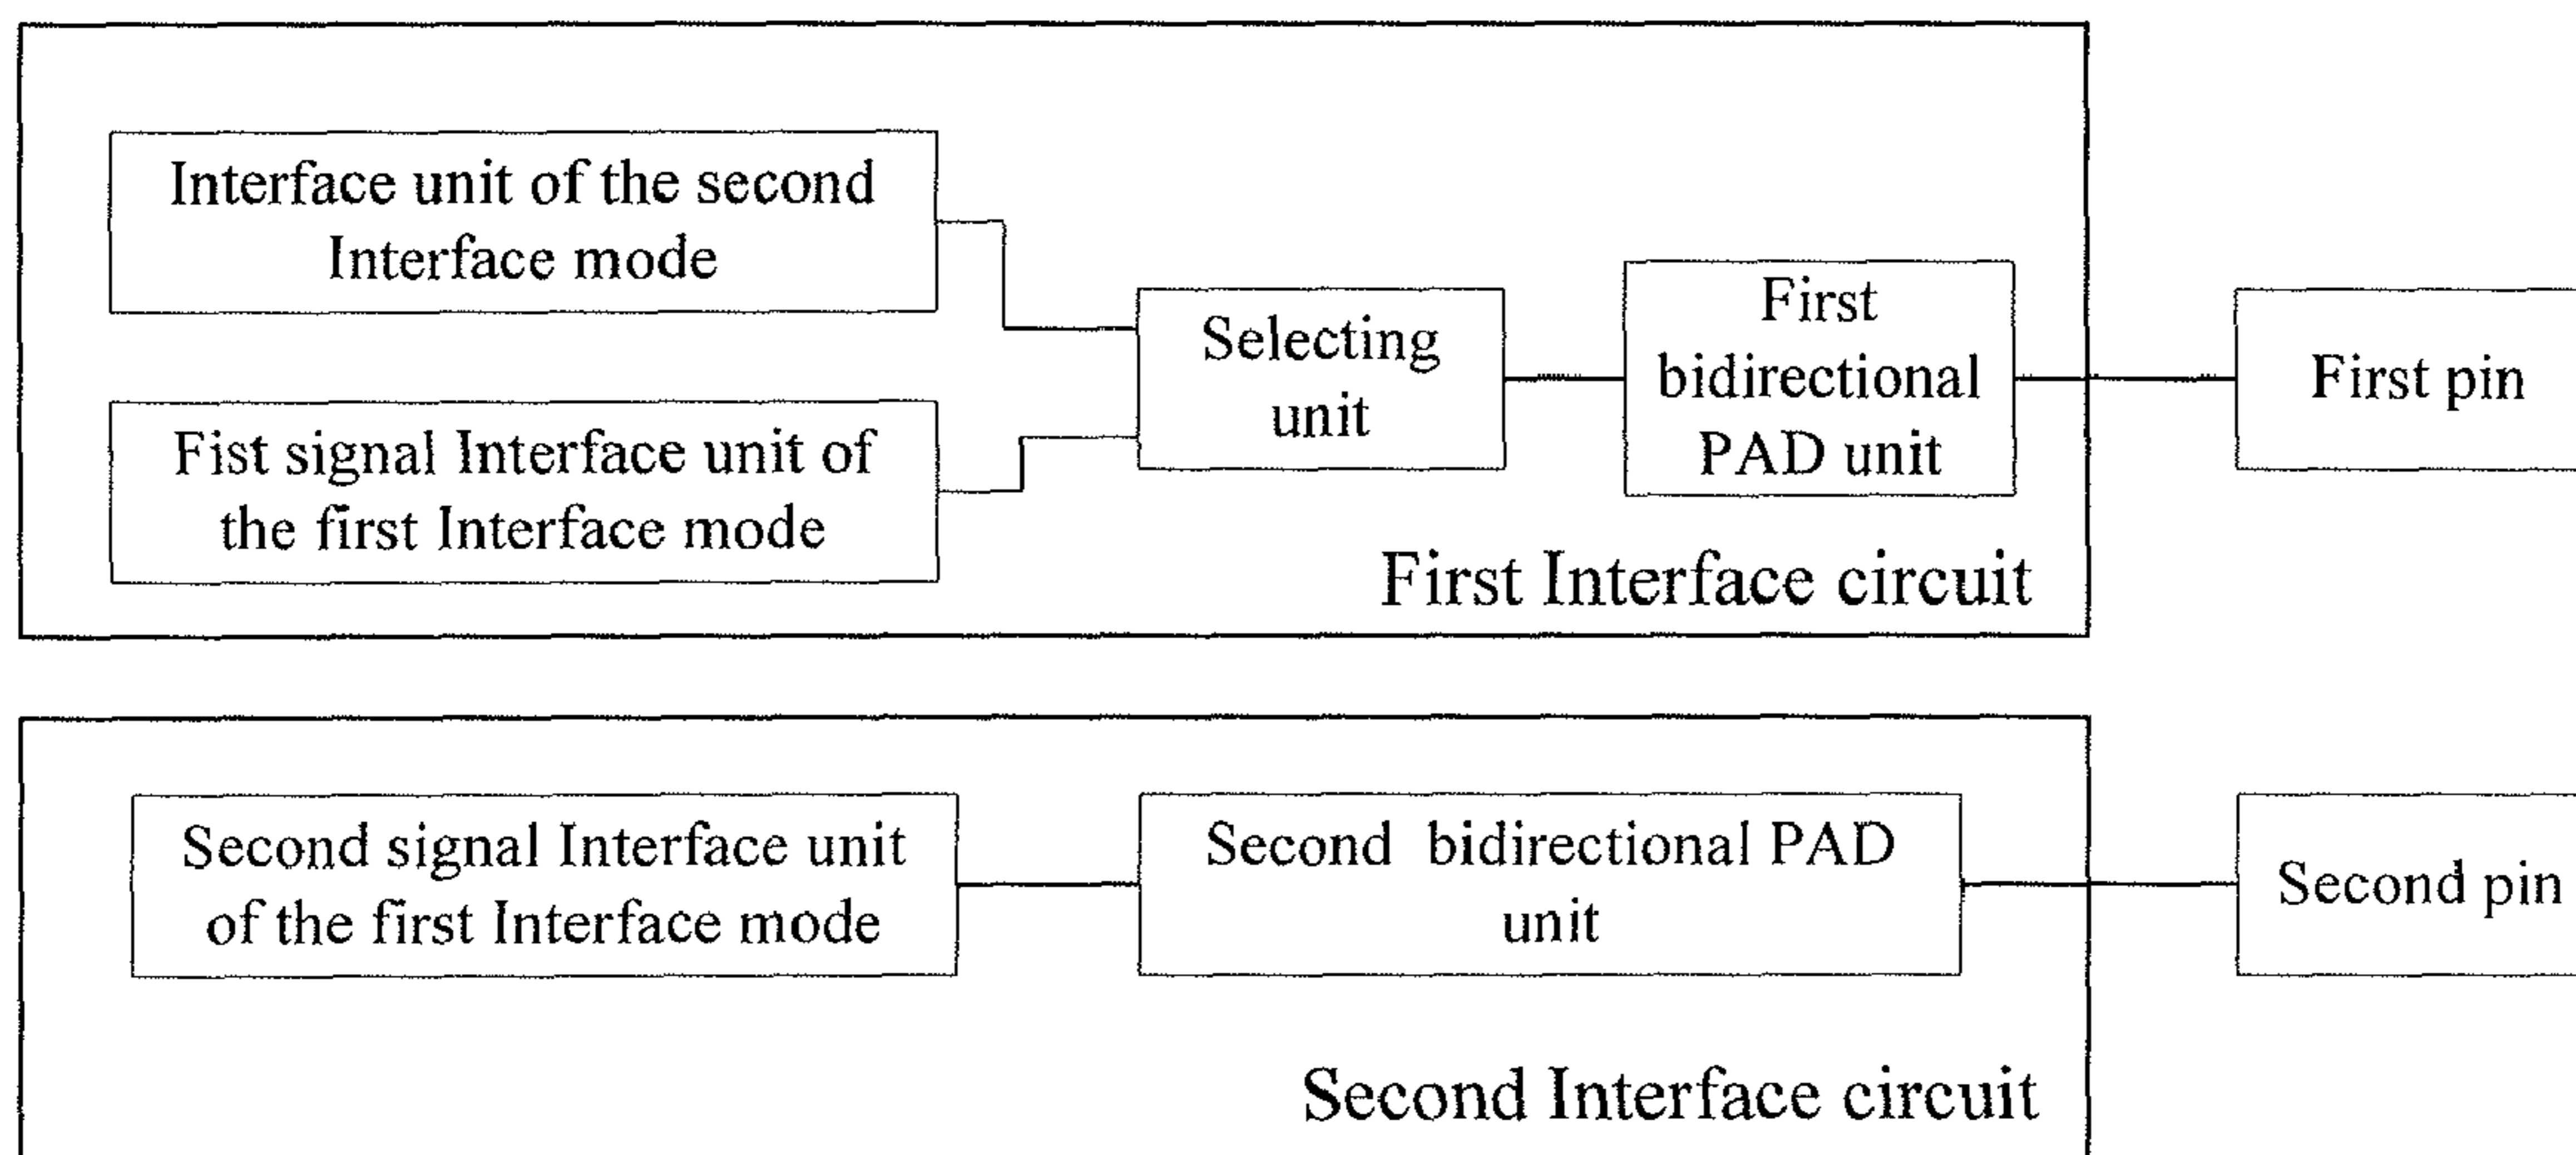 Interface unit of the second
Interface mode
Fist signal Interface unit of
the first Interface mode
Selecting
unit
First
bidirectional
PAD unit
First pin
First Interface circuit
Second signal Interface unit
of the first Interface mode
Second bidirectional PAD
unit
Second pin
Second Interface circuit